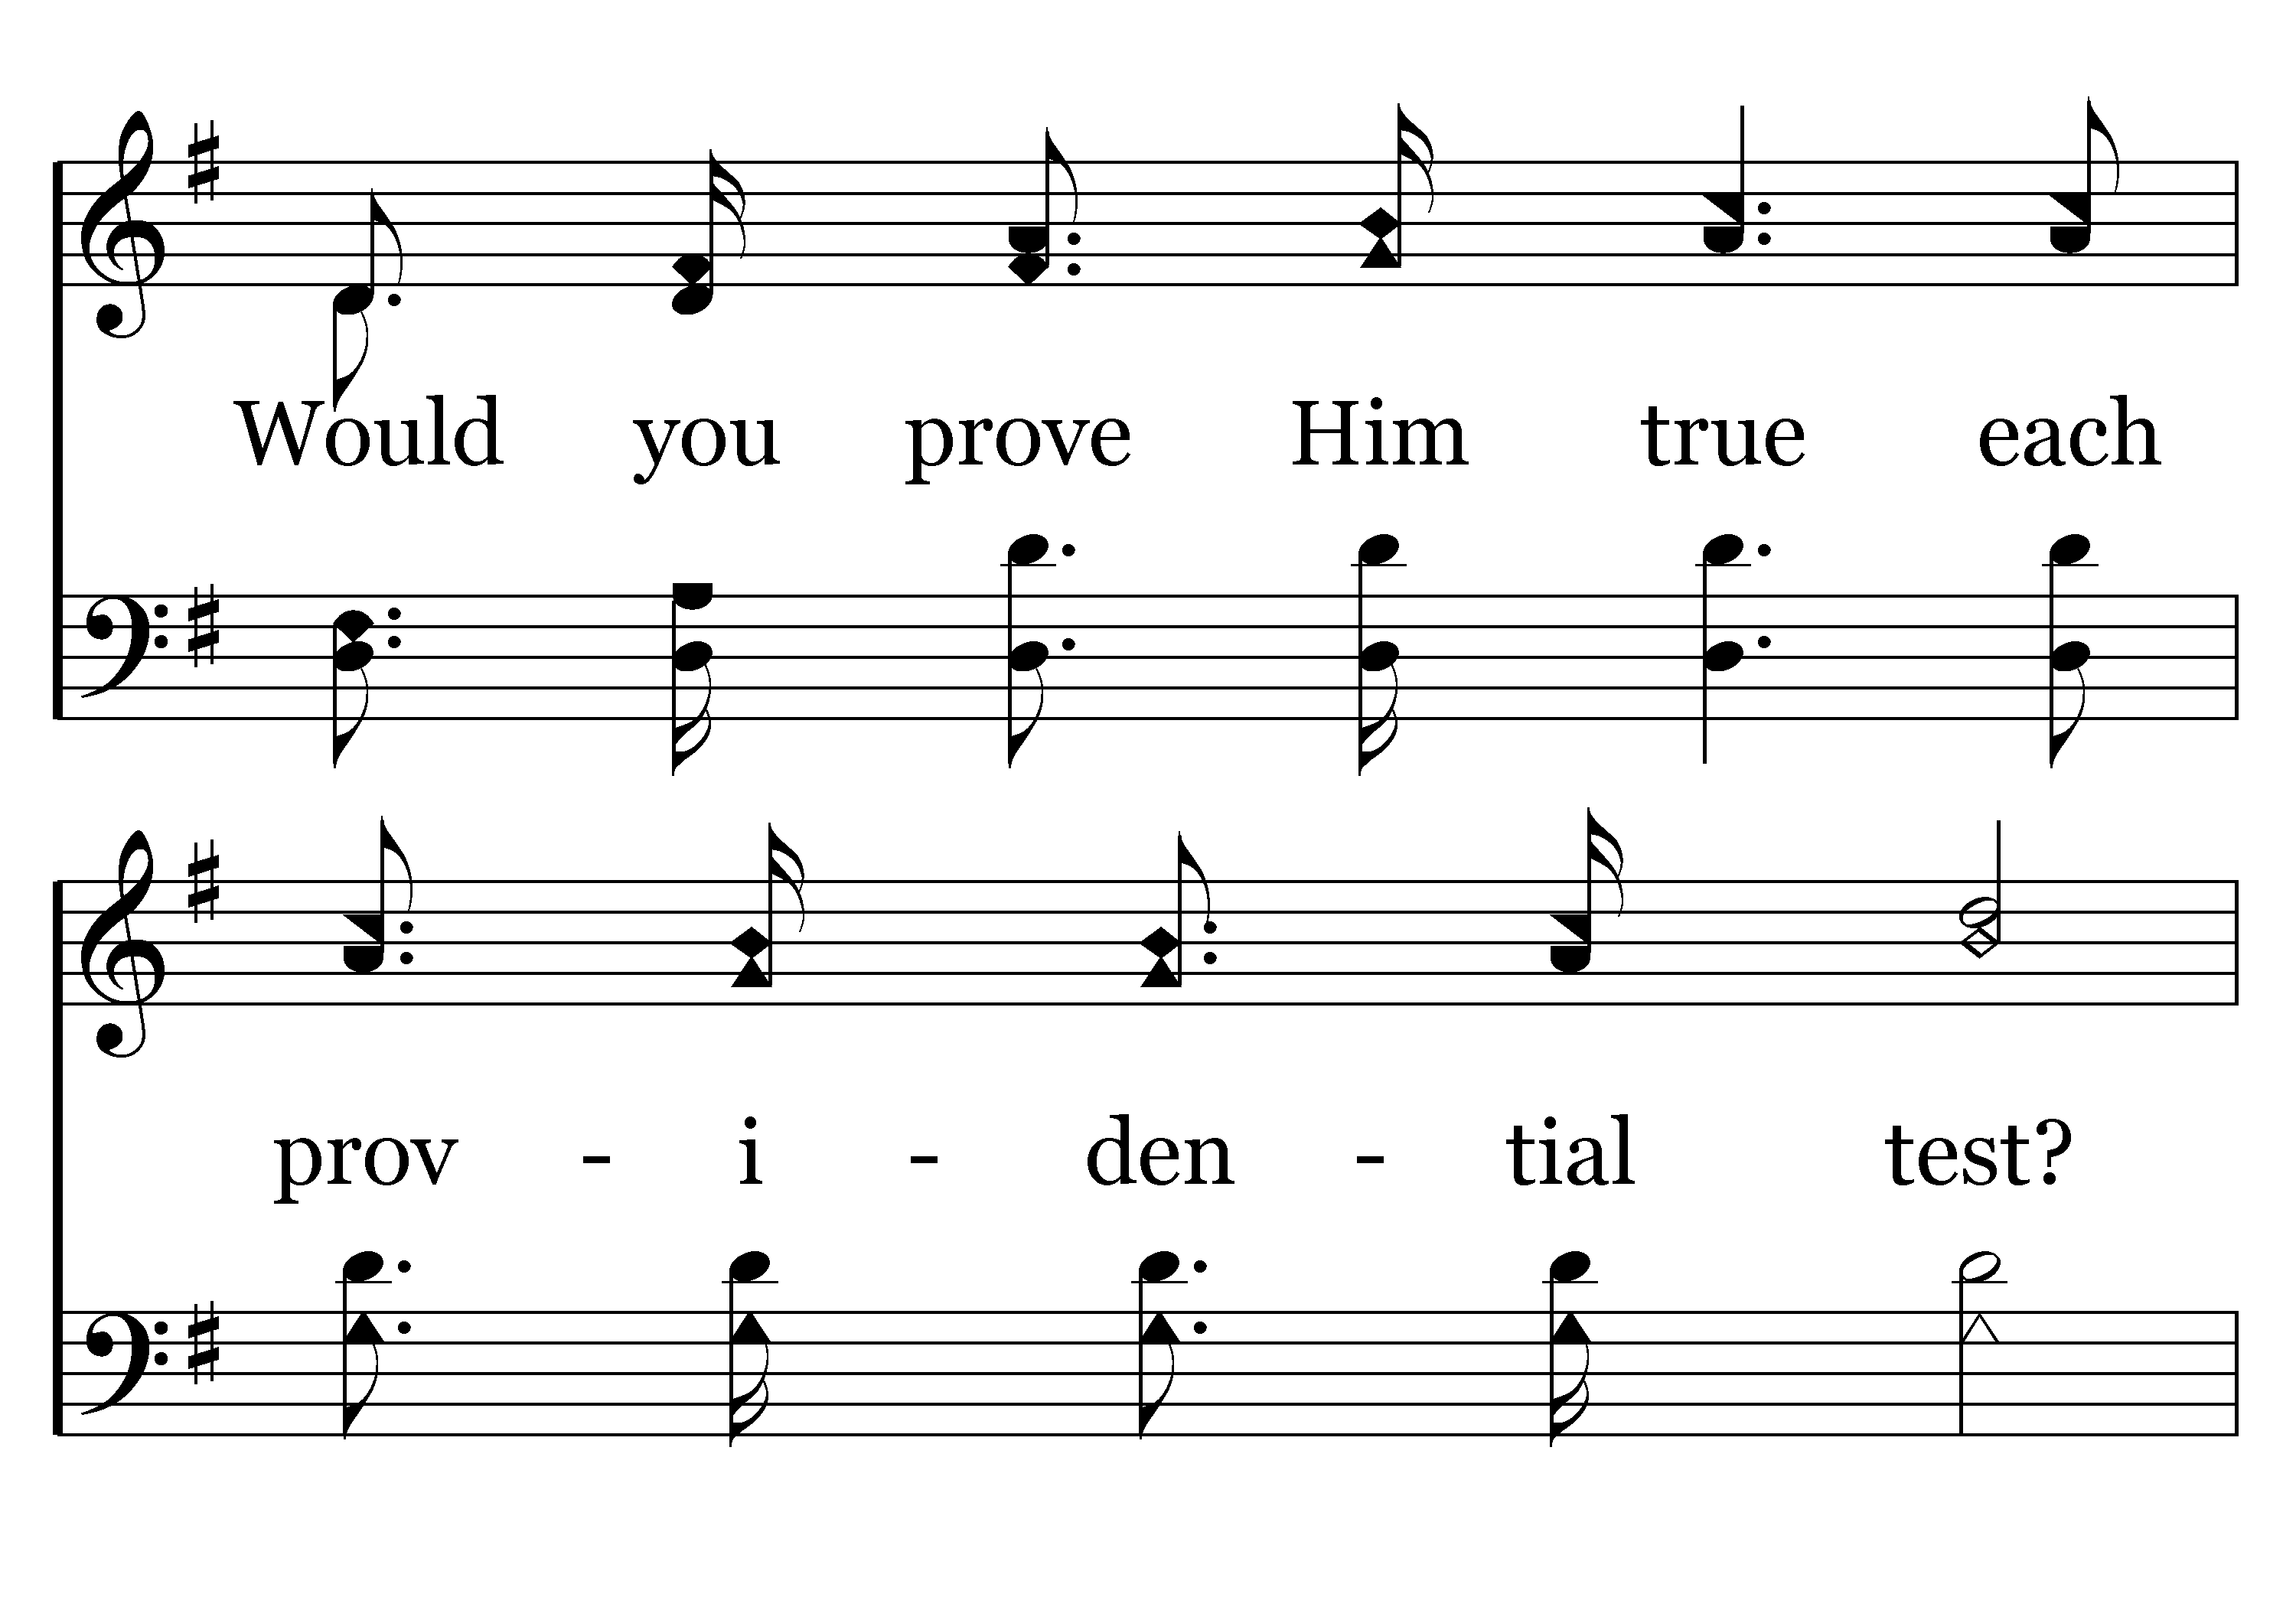 Would you prove Him true each
prov - i - den - tial test?